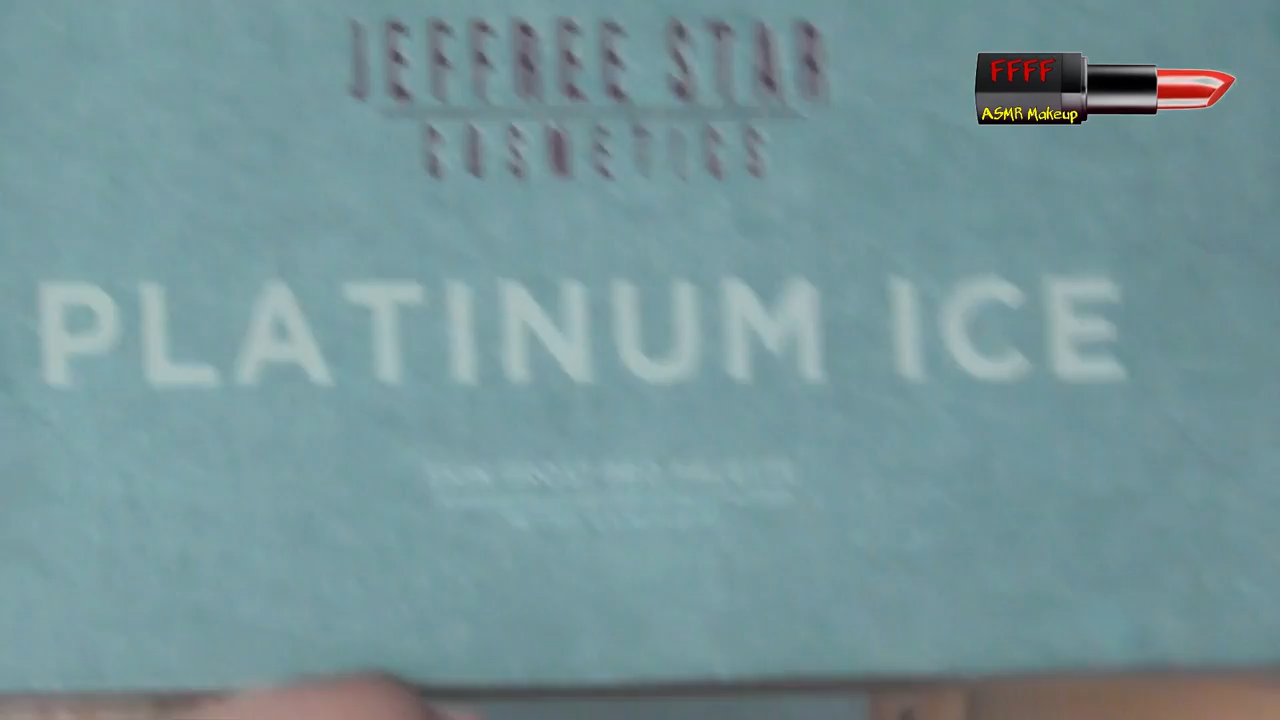 JEFFREE STAR
COSMETICS
PLATINUM ICE
FFFF
ASMR Makeup